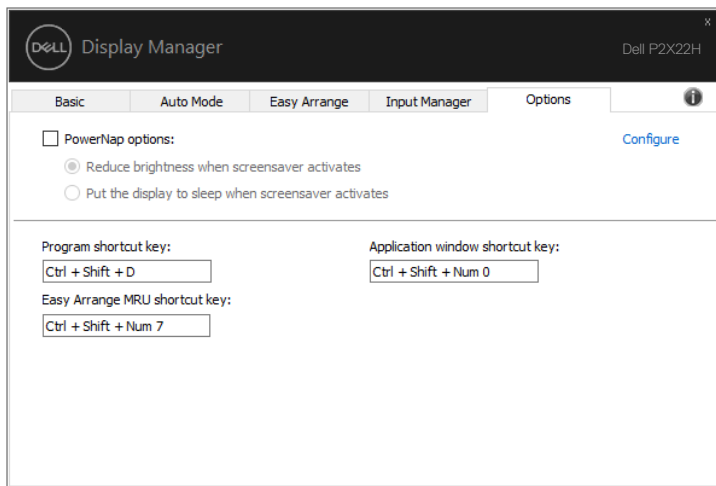 x
DELL Display Manager
Dell P2X22H
Basic Auto Mode Easy Arrange Input Manager Options i
PowerNap options: Configure
Reduce brightness when screensaver activates
Put the display to sleep when screensaver activates
Program shortcut key: Application window shortcut key:
Ctrl + Shift + D Ctrl + Shift + Num 0
Easy Arrange MRU shortcut key:
Ctrl + Shift + Num 7